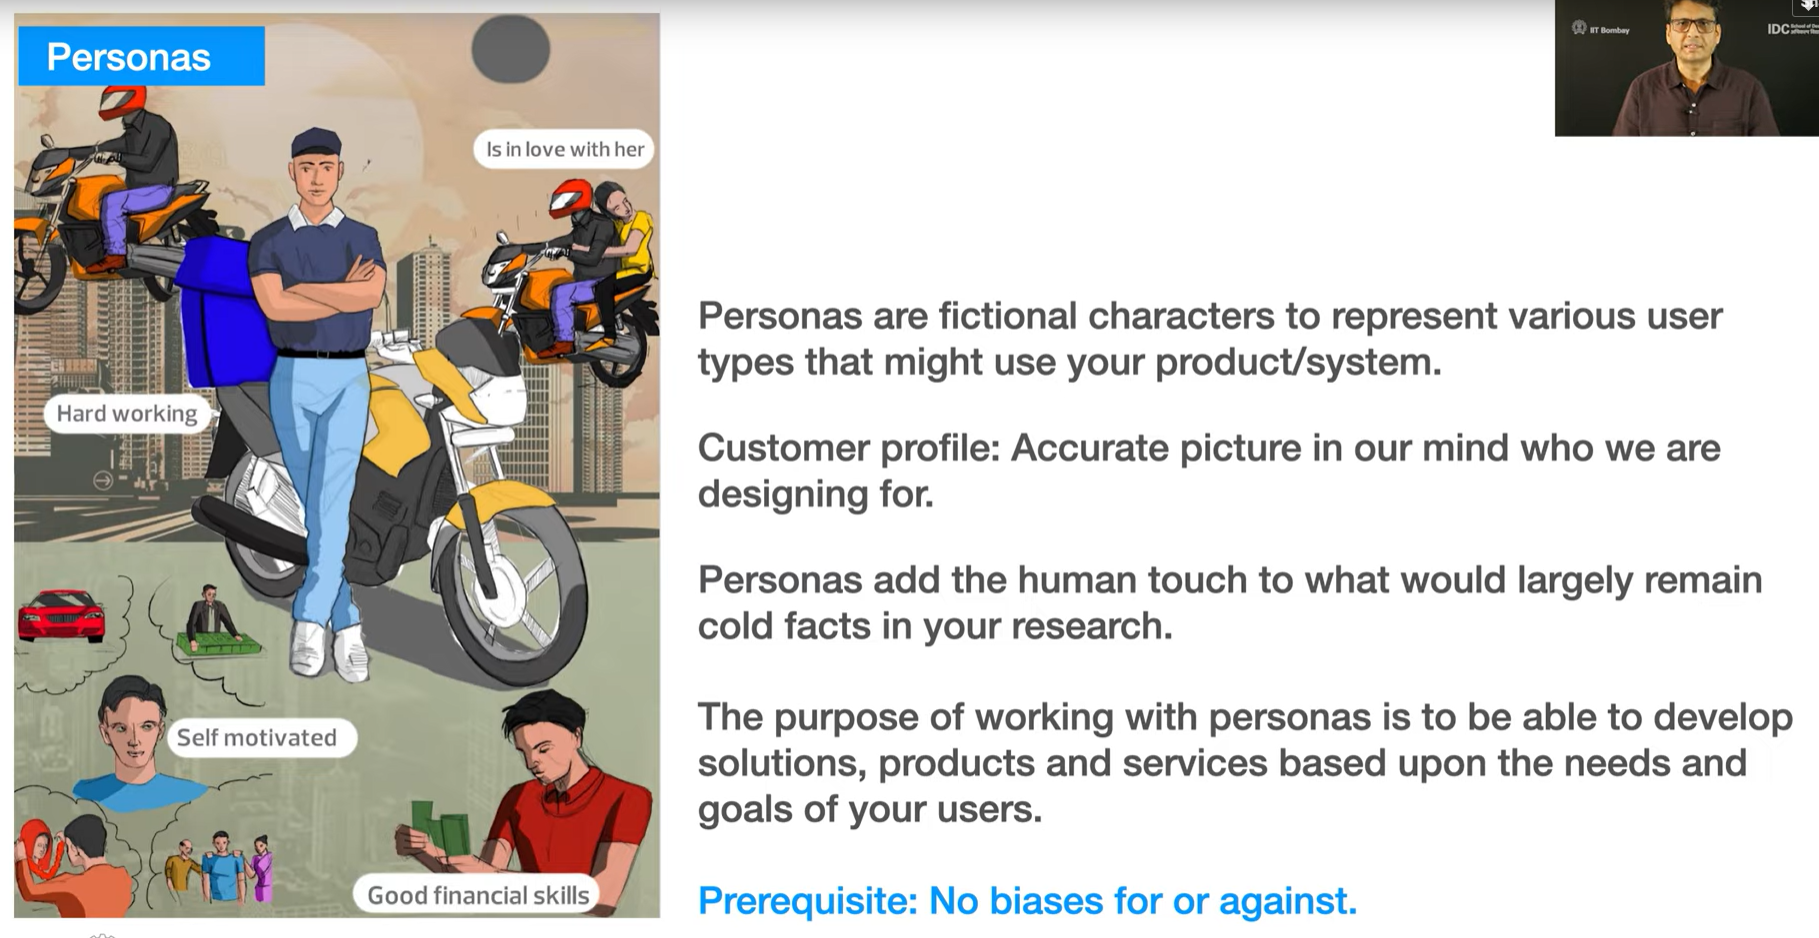 Personas
IIT Bombay
IDC
Is in love with her
Hard working
Self motivated
Good financial skills
Personas are fictional characters to represent various user
types that might use your product/system.
Customer profile: Accurate picture in our mind who we are
designing for.
Personas add the human touch to what would largely remain
cold facts in your research.
The purpose of working with personas is to be able to develop
solutions, products and services based upon the needs and
goals of your users.
Prerequisite: No biases for or against.